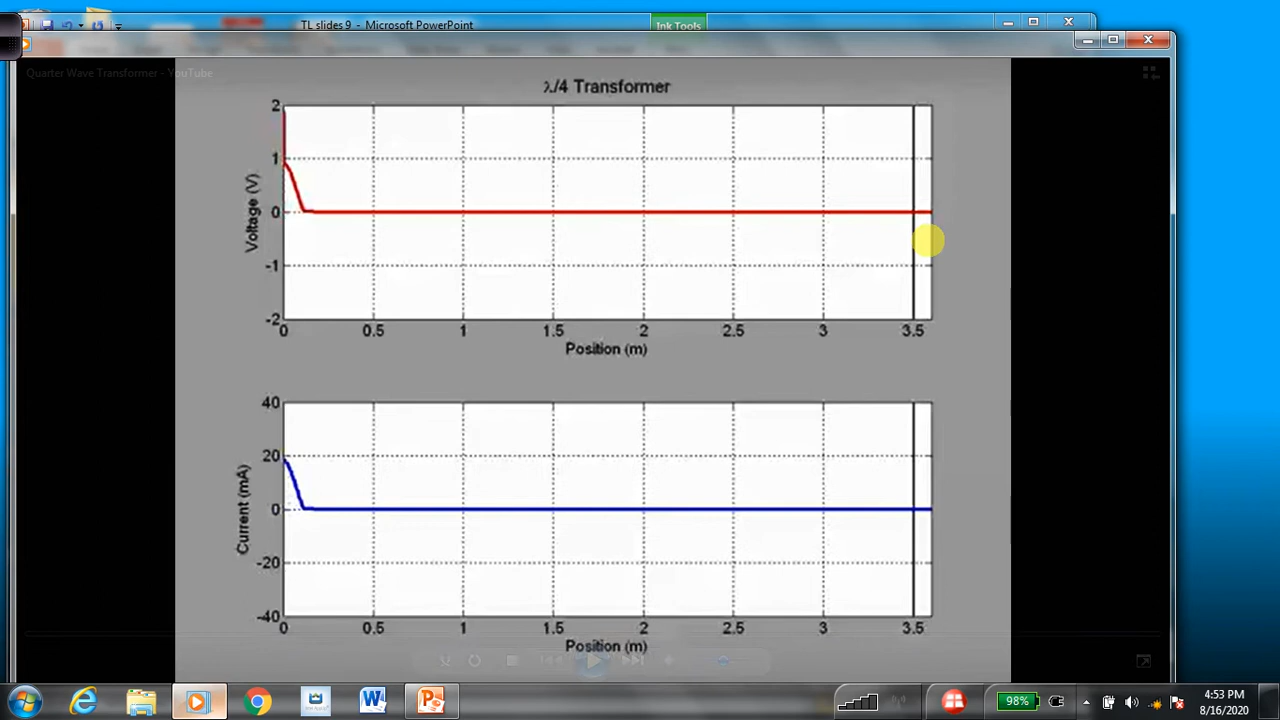 TL slides 9 - Microsoft PowerPoint
Ink Tools
Quarter Wave Transformer - YouTube
λ/4 Transformer
2
1
0
-1
-2
Voltage (V)
0 0.5 1 1.5 2 2.5 3 3.5
Position (m)
40
20
0
-20
-40
Current (mA)
0 0.5 1 1.5 2 2.5 3 3.5
Position (m)
98%
4:53 PM
8/16/2020